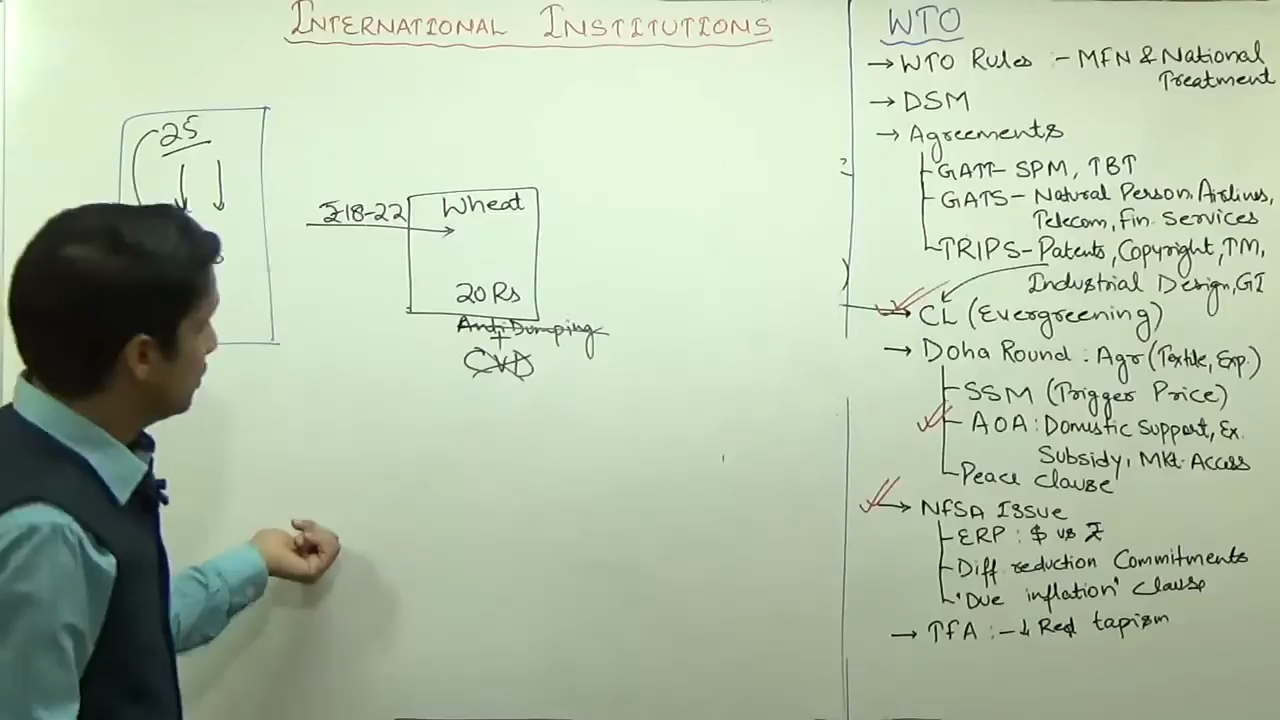 INTERNATIONAL INSTITUTIONS
25
₹18-22
Wheat
20 Rs
Anti Dumping
+
CVD
WTO
→ WTO Rules :- MFN & National
Treatment
→ DSM
→ Agreements
GATT- SPM, TBT
GATS- Natural Person, Airlines,
Telecom, Fin. Services
TRIPS- Patents, Copyright, TM,
Industrial Design, GI
→ CL (Evergreening)
→ Doha Round : Agr (Textile, Exp.)
SSM (Trigger Price)
AOA : Domestic Support, Ex.
Subsidy, Mkt. Access
Peace Clause
→ NFSA Issue
ERP : $ vs ₹
Diff reduction Commitments
'Due inflation' Clause
→ TFA :- ↓ Red tapism